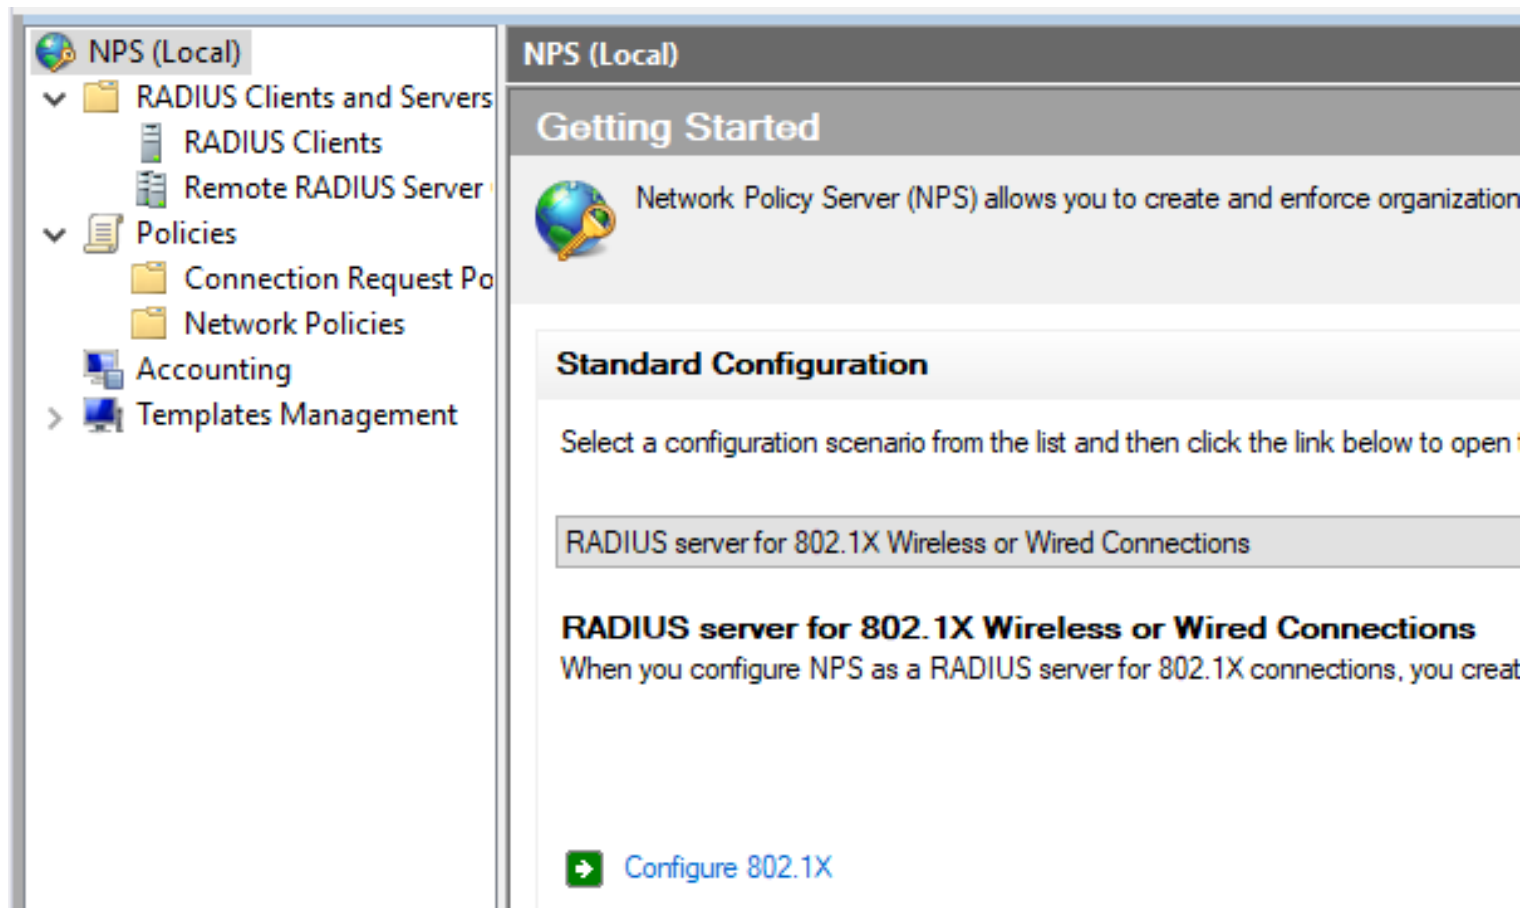 NPS (Local)
RADIUS Clients and Servers
RADIUS Clients
Remote RADIUS Server
Policies
Connection Request Po
Network Policies
Accounting
Templates Management
NPS (Local)
Getting Started
Network Policy Server (NPS) allows you to create and enforce organization
Standard Configuration
Select a configuration scenario from the list and then click the link below to open
RADIUS server for 802.1X Wireless or Wired Connections
RADIUS server for 802.1X Wireless or Wired Connections
When you configure NPS as a RADIUS server for 802.1X connections, you creat
Configure 802.1X